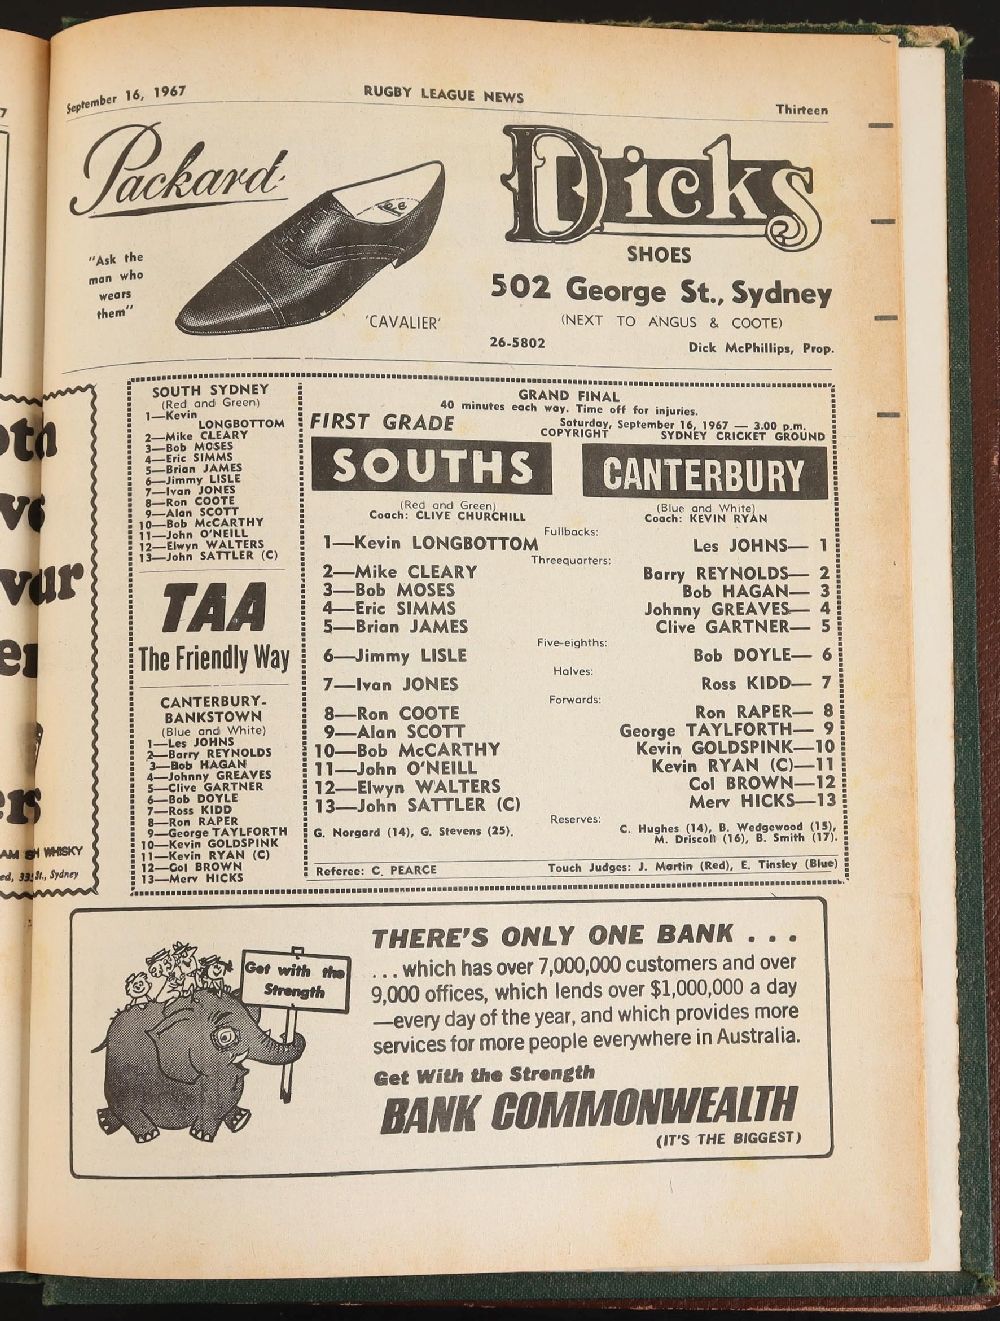 September 16, 1967
RUGBY LEAGUE NEWS
Thirteen
Packard
"Ask the
man who
wears
them"
'CAVALIER'
Dicks
SHOES
502 George St., Sydney
(NEXT TO ANGUS & COOTE)
26-5802
Dick McPhillips, Prop.
SOUTH SYDNEY
(Red and Green)
1—Kevin
LONGBOTTOM
2—Mike CLEARY
3—Bob MOSES
4—Eric SIMMS
5—Brian JAMES
6—Jimmy LISLE
7—Ivan JONES
8—Ron COOTE
9—Alan SCOTT
10—Bob McCARTHY
11—John O'NEILL
12—Elwyn WALTERS
13—John SATTLER (C)
TAA
The Friendly Way
CANTERBURY-
BANKSTOWN
(Blue and White)
1—Les JOHNS
2—Barry REYNOLDS
3—Bob HAGAN
4—Johnny GREAVES
5—Clive GARTNER
6—Bob DOYLE
7—Ross KIDD
8—Ron RAPER
9—George TAYLFORTH
10—Kevin GOLDSPINK
11—Kevin RYAN (C)
12—Col BROWN
13—Merv HICKS
GRAND FINAL
40 minutes each way. Time off for injuries.
FIRST GRADE
Saturday, September 16, 1967 — 3.00 p.m.
COPYRIGHT SYDNEY CRICKET GROUND
SOUTHS CANTERBURY
(Red and Green) (Blue and White)
Coach: CLIVE CHURCHILL Coach: KEVIN RYAN
Fullbacks:
1—Kevin LONGBOTTOM Les JOHNS— 1
Threequarters:
2—Mike CLEARY Barry REYNOLDS— 2
3—Bob MOSES Bob HAGAN— 3
4—Eric SIMMS Johnny GREAVES— 4
5—Brian JAMES Clive GARTNER— 5
Five-eighths:
6—Jimmy LISLE Bob DOYLE— 6
Halves:
7—Ivan JONES Ross KIDD— 7
Forwards:
8—Ron COOTE Ron RAPER— 8
9—Alan SCOTT George TAYLFORTH— 9
10—Bob McCARTHY Kevin GOLDSPINK—10
11—John O'NEILL Kevin RYAN (C)—11
12—Elwyn WALTERS Col BROWN—12
13—John SATTLER (C) Merv HICKS—13
Reserves:
G. Norgard (14), G. Stevens (25).
C. Hughes (14), B. Wedgewood (15),
M. Driscoll (16), B. Smith (17).
Referee: C. PEARCE Touch Judges: J. Martin (Red), E. Tinsley (Blue)
WHISKY
St., Sydney
Get with the
Strength
THERE'S ONLY ONE BANK . . .
. . . which has over 7,000,000 customers and over
9,000 offices, which lends over $1,000,000 a day
—every day of the year, and which provides more
services for more people everywhere in Australia.
Get With the Strength
BANK COMMONWEALTH
(IT'S THE BIGGEST)